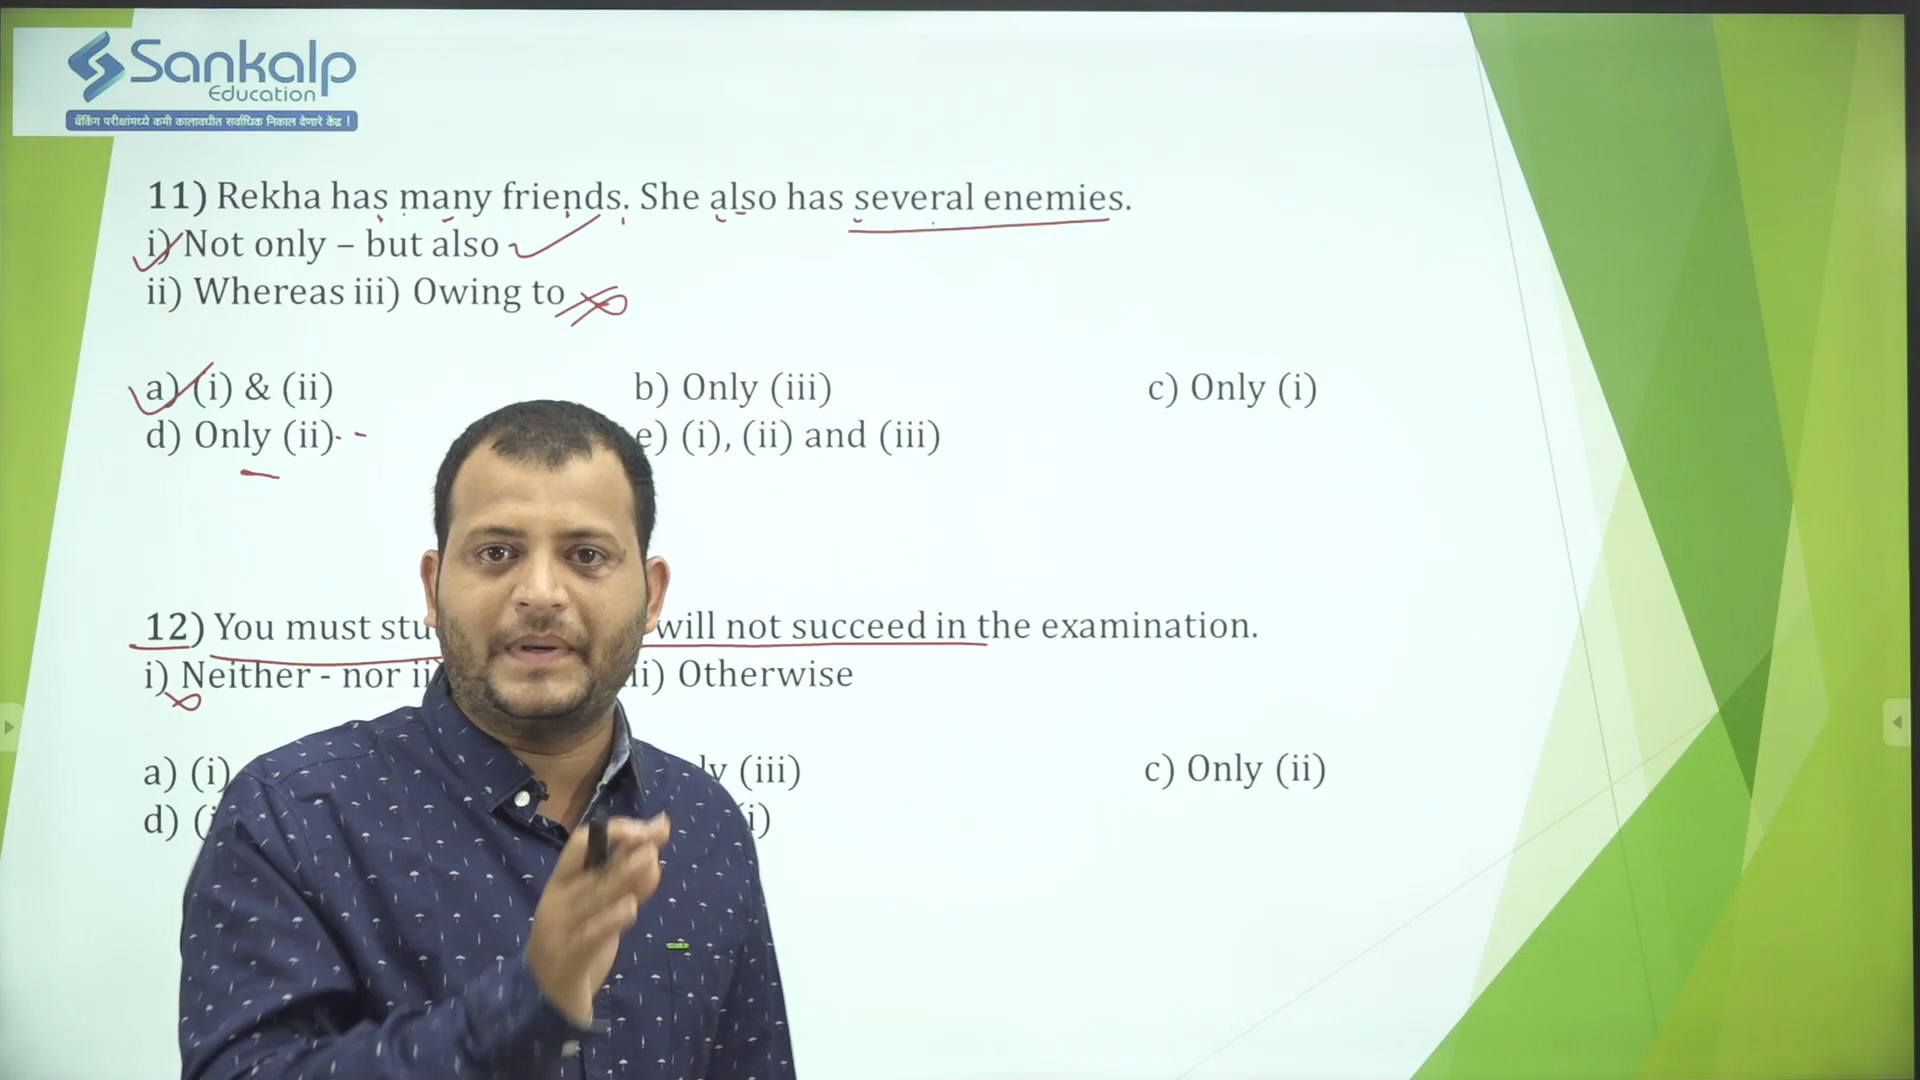 Sankalp
Education
बँकिंग परीक्षांमध्ये कमी कालावधीत सर्वाधिक निकाल देणारे केंद्र !
11) Rekha has many friends. She also has several enemies.
i) Not only – but also
ii) Whereas iii) Owing to
a) (i) & (ii) b) Only (iii) c) Only (i)
d) Only (ii) e) (i), (ii) and (iii)
12) You must will not succeed in the examination.
i) Neither - nor Otherwise
a) (i) (iii) c) Only (ii)
d)